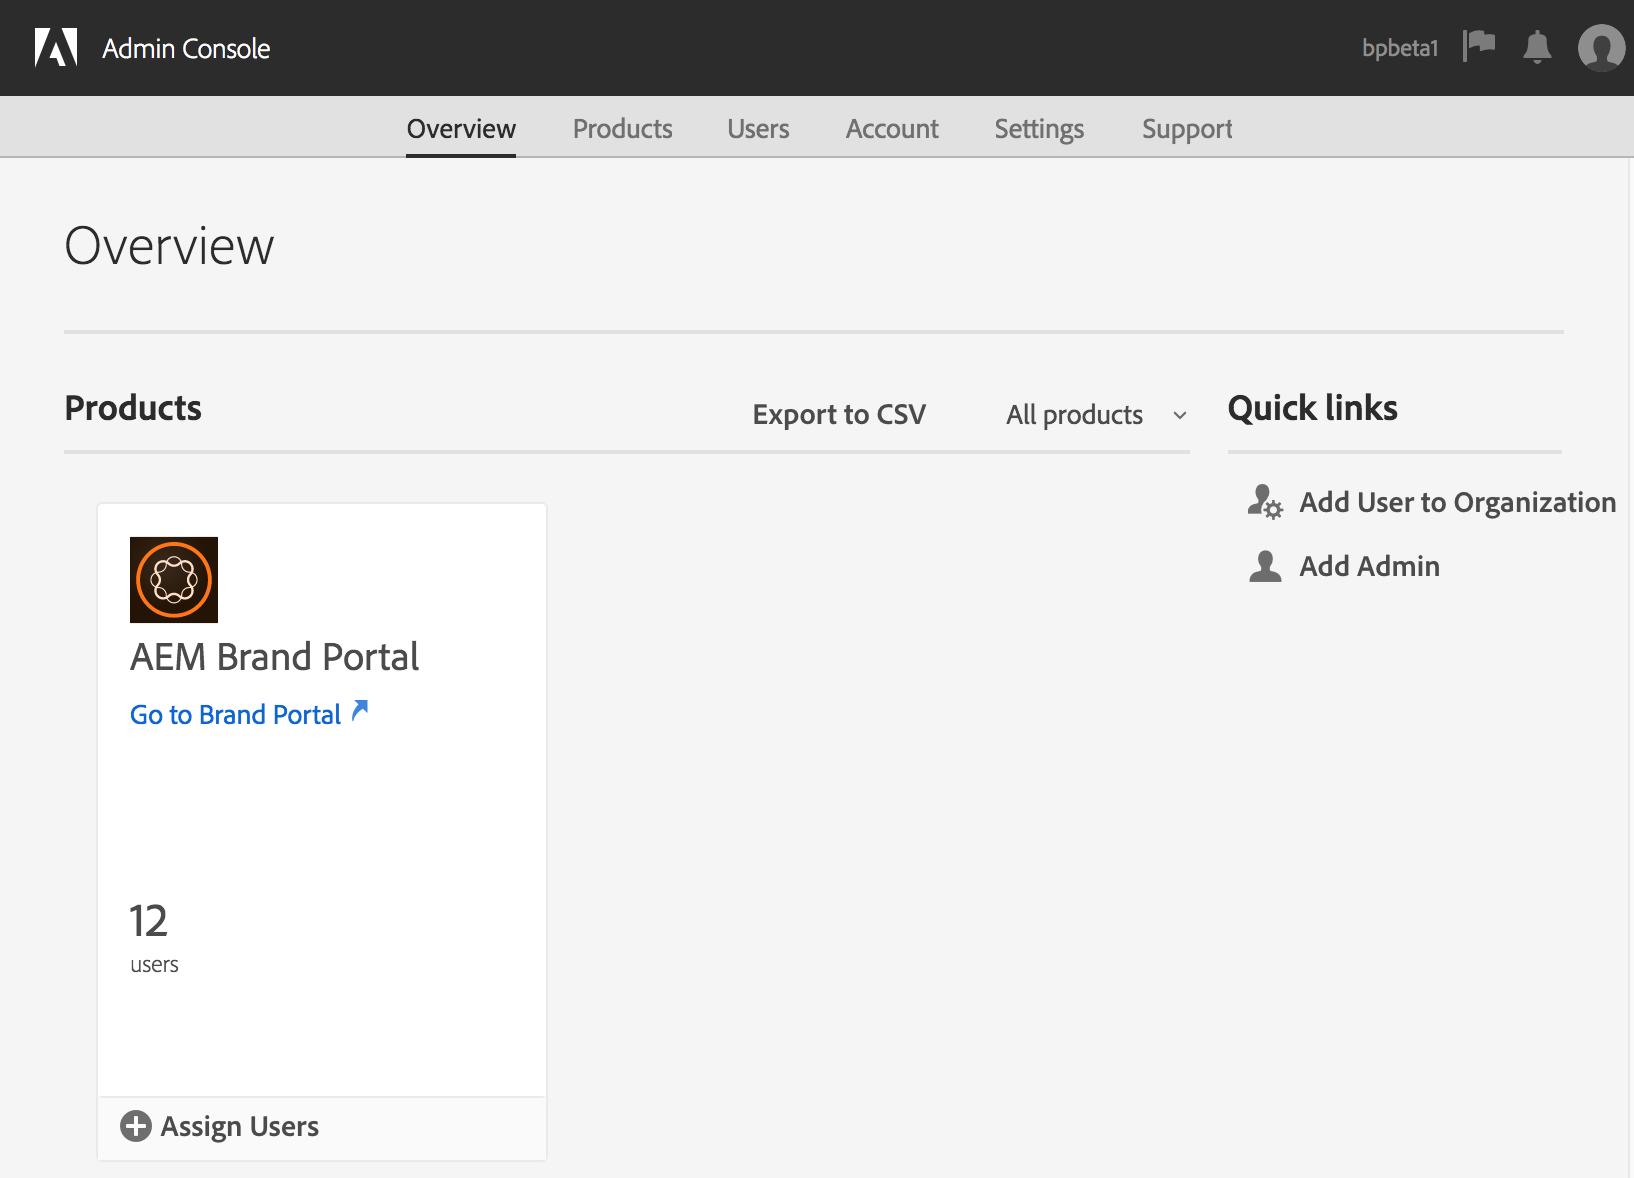 Admin Console
bpbeta1
Overview Products Users Account Settings Support
Overview
Products
Export to CSV
All products
Quick links
Add User to Organization
Add Admin
AEM Brand Portal
Go to Brand Portal
12
users
Assign Users